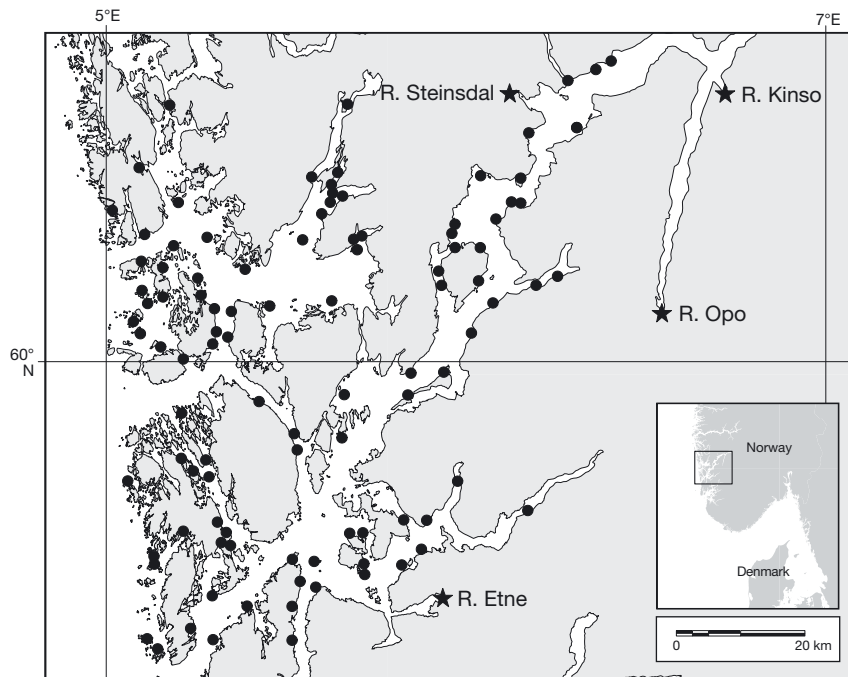 5°E
7°E
R. Steinsdal
R. Kinso
R. Opo
60°
N
Norway
Denmark
R. Etne
0
20 km